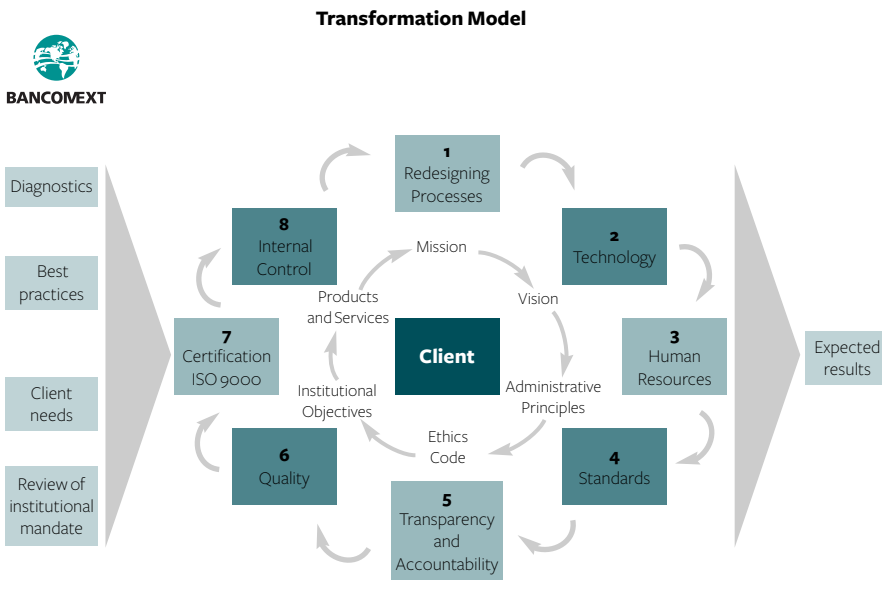 Transformation Model
BANCOMEXT
Diagnostics
Best
practices
Client
needs
Review of
institutional
mandate
1
Redesigning
Processes
2
Technology
3
Human
Resources
4
Standards
5
Transparency
and
Accountability
6
Quality
7
Certification
ISO 9000
8
Internal
Control
Mission
Vision
Administrative
Principles
Ethics
Code
Institutional
Objectives
Products
and Services
Client
Expected
results